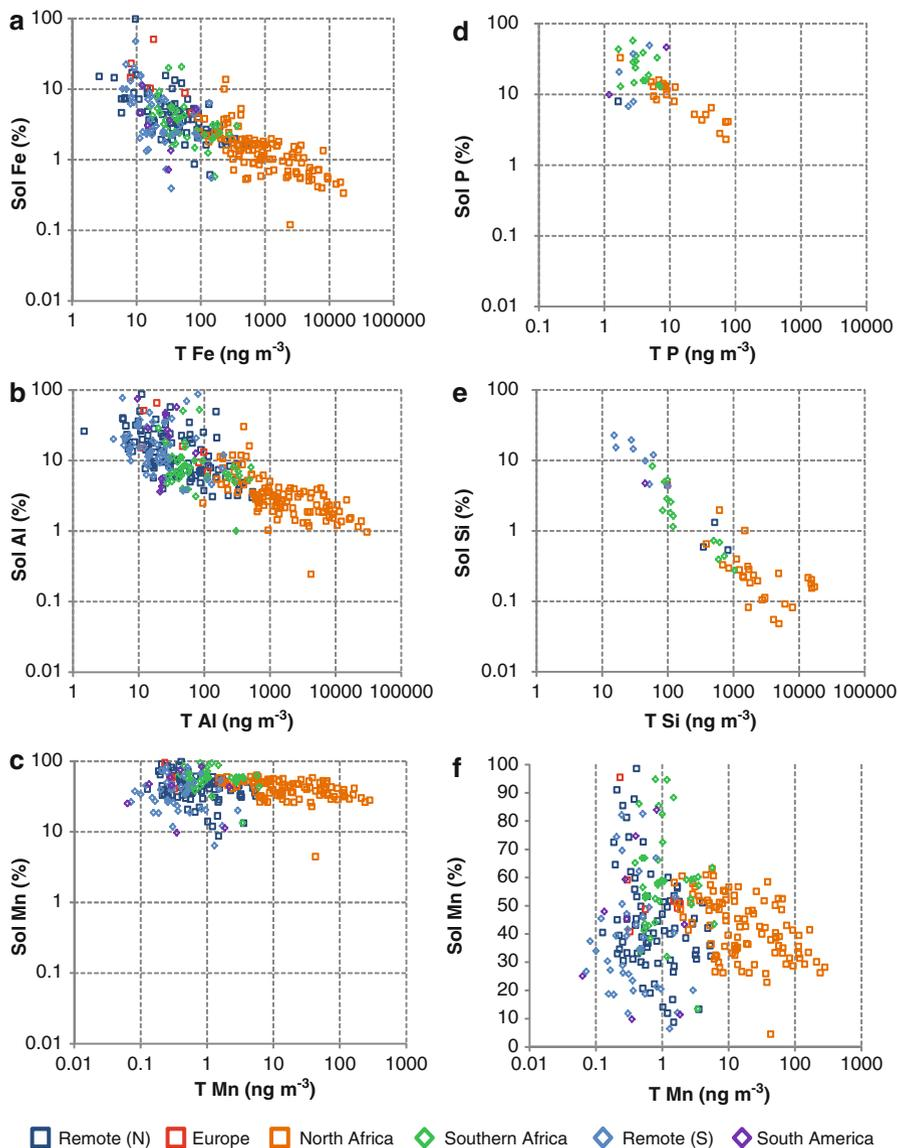 a
100
10
1
0.1
0.01
Sol Fe (%)
1 10 100 1000 10000 100000
T Fe (ng m⁻³)
d
100
10
1
0.1
0.01
Sol P (%)
0.1 1 10 100 1000 10000
T P (ng m⁻³)
b
100
10
1
0.1
0.01
Sol Al (%)
1 10 100 1000 10000 100000
T Al (ng m⁻³)
e
100
10
1
0.1
0.01
Sol Si (%)
1 10 100 1000 10000 100000
T Si (ng m⁻³)
c
100
10
1
0.1
0.01
Sol Mn (%)
0.01 0.1 1 10 100 1000
T Mn (ng m⁻³)
f
100
90
80
70
60
50
40
30
20
10
0
Sol Mn (%)
0.01 0.1 1 10 100 1000
T Mn (ng m⁻³)
Remote (N) Europe North Africa Southern Africa Remote (S) South America